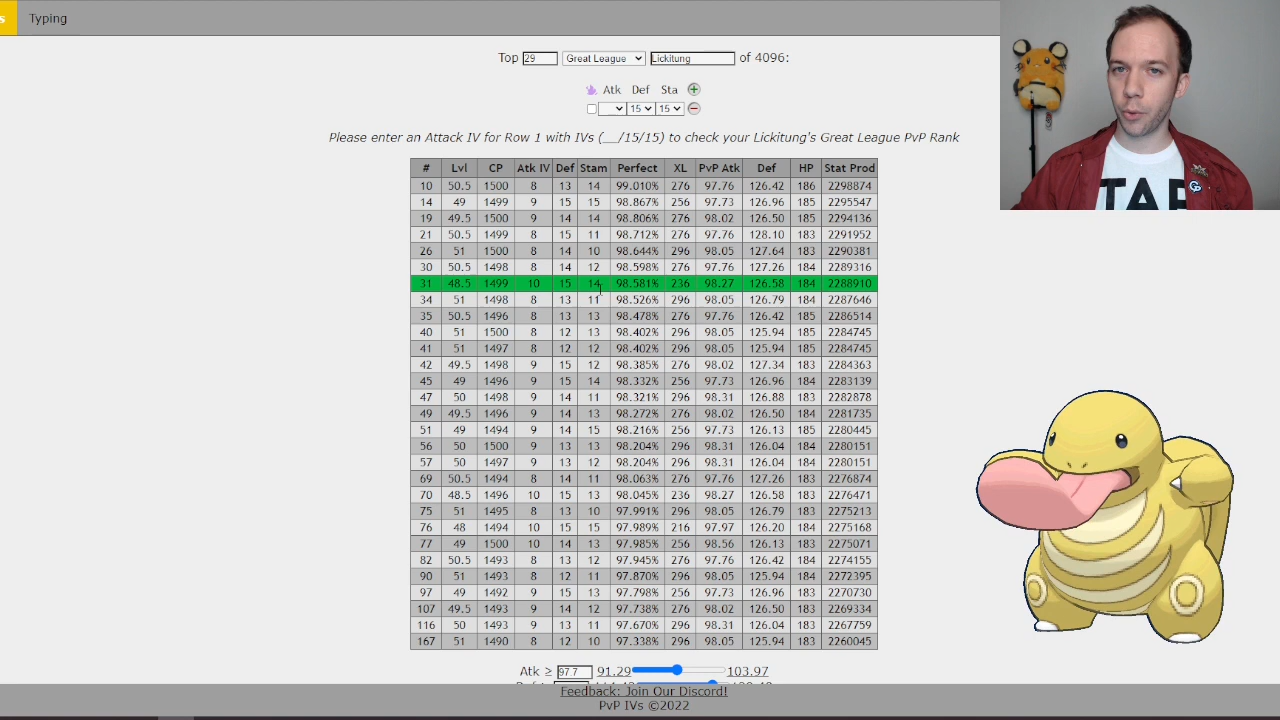 s Typing
Top 29 Great League Lickitung of 4096:
Atk Def Sta
15 15
Please enter an Attack IV for Row 1 with IVs (__/15/15) to check your Lickitung's Great League PvP Rank
# Lvl CP Atk IV Def Stam Perfect XL PvP Atk Def HP Stat Prod
10 50.5 1500 8 13 14 99.010% 276 97.76 126.42 186 2298874
14 49 1499 9 15 15 98.867% 256 97.73 126.96 185 2295547
19 49.5 1500 9 14 14 98.806% 276 98.02 126.50 185 2294136
21 50.5 1499 8 15 11 98.712% 276 97.76 128.10 183 2291952
26 51 1500 8 14 10 98.644% 296 98.05 127.64 183 2290381
30 50.5 1498 8 14 12 98.598% 276 97.76 127.26 184 2289316
31 48.5 1499 10 15 14 98.581% 236 98.27 126.58 184 2288910
34 51 1498 8 13 11 98.526% 296 98.05 126.79 184 2287646
35 50.5 1496 8 13 13 98.478% 276 97.76 126.42 185 2286514
40 51 1500 8 12 13 98.402% 296 98.05 125.94 185 2284745
41 51 1497 8 12 12 98.402% 296 98.05 125.94 185 2284745
42 49.5 1498 9 15 12 98.385% 276 98.02 127.34 183 2284363
45 49 1496 9 15 14 98.332% 256 97.73 126.96 184 2283139
47 50 1498 9 14 11 98.321% 296 98.31 126.88 183 2282878
49 49.5 1496 9 14 13 98.272% 276 98.02 126.50 184 2281735
51 49 1494 9 14 15 98.216% 256 97.73 126.13 185 2280445
56 50 1500 9 13 13 98.204% 296 98.31 126.04 184 2280151
57 50 1497 9 13 12 98.204% 296 98.31 126.04 184 2280151
69 50.5 1494 8 14 11 98.063% 276 97.76 127.26 183 2276874
70 48.5 1496 10 15 13 98.045% 236 98.27 126.58 183 2276471
75 51 1495 8 13 10 97.991% 296 98.05 126.79 183 2275213
76 48 1494 10 15 15 97.989% 216 97.97 126.20 184 2275168
77 49 1500 10 14 13 97.985% 256 98.56 126.13 183 2275071
82 50.5 1493 8 13 12 97.945% 276 97.76 126.42 184 2274155
90 51 1493 8 12 11 97.870% 296 98.05 125.94 184 2272395
97 49 1492 9 15 13 97.798% 256 97.73 126.96 183 2270730
107 49.5 1493 9 14 12 97.738% 276 98.02 126.50 183 2269334
116 50 1493 9 13 11 97.670% 296 98.31 126.04 183 2267759
167 51 1490 8 12 10 97.338% 296 98.05 125.94 183 2260045
Atk ≥ 97.7 91.29 103.97
Feedback: Join Our Discord!
PvP IVs ©2022